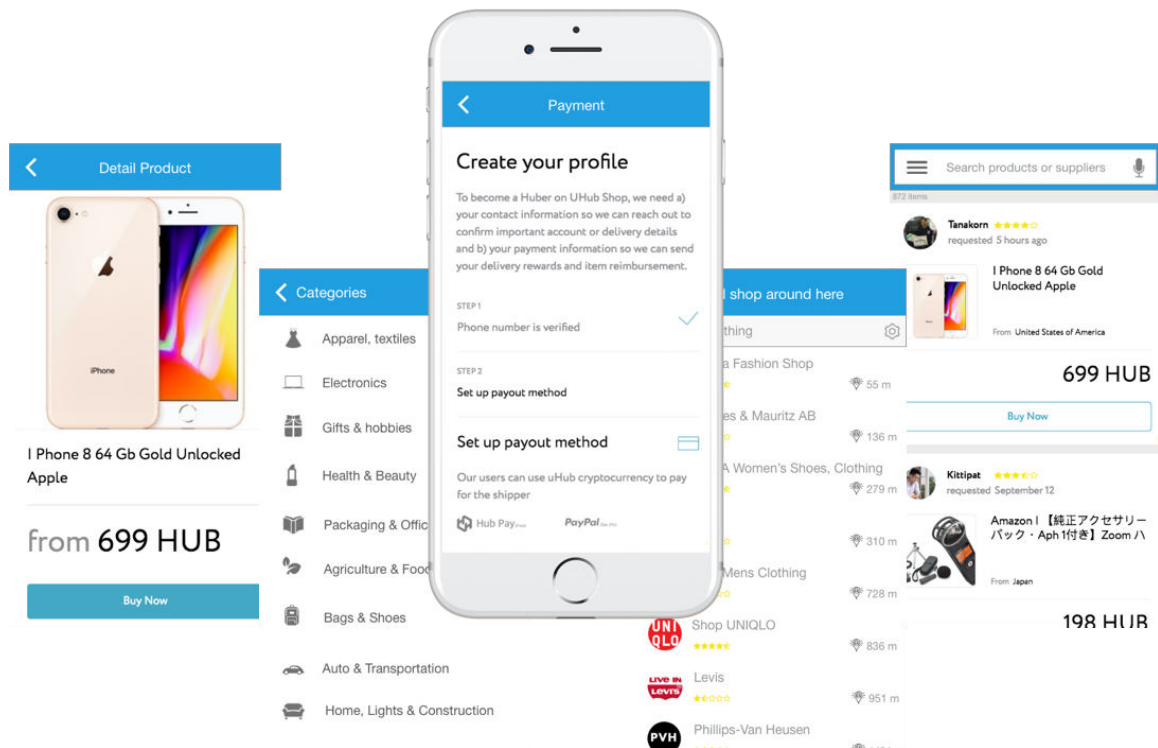 Detail Product
iPhone
I Phone 8 64 Gb Gold Unlocked
Apple
from 699 HUB
Buy Now
Categories
Apparel, textiles
Electronics
Gifts & hobbies
Health & Beauty
Packaging & Offic
Agriculture & Food
Bags & Shoes
Auto & Transportation
Home, Lights & Construction
Payment
Create your profile
To become a Huber on UHub Shop, we need a)
your contact information so we can reach out to
confirm important account or delivery details
and b) your payment information so we can send
your delivery rewards and item reimbursement.
STEP 1
Phone number is verified
STEP 2
Set up payout method
Set up payout method
Our users can use uHub cryptocurrency to pay
for the shipper
Hub Pay
PayPal
shop around here
thing
a Fashion Shop
55 m
es & Mauritz AB
136 m
A Women's Shoes, Clothing
279 m
310 m
Mens Clothing
728 m
UNI
QLO
Shop UNIQLO
836 m
LIVE IN
LEVI'S
Levis
951 m
PVH
Phillips-Van Heusen
Search products or suppliers
872 items
Tanakorn
requested 5 hours ago
I Phone 8 64 Gb Gold
Unlocked Apple
From United States of America
699 HUB
Buy Now
Kittipat
requested September 12
Amazon | 【純正アクセサリー
パック・Aph 1付き】Zoom ハ
From Japan
198 HUB